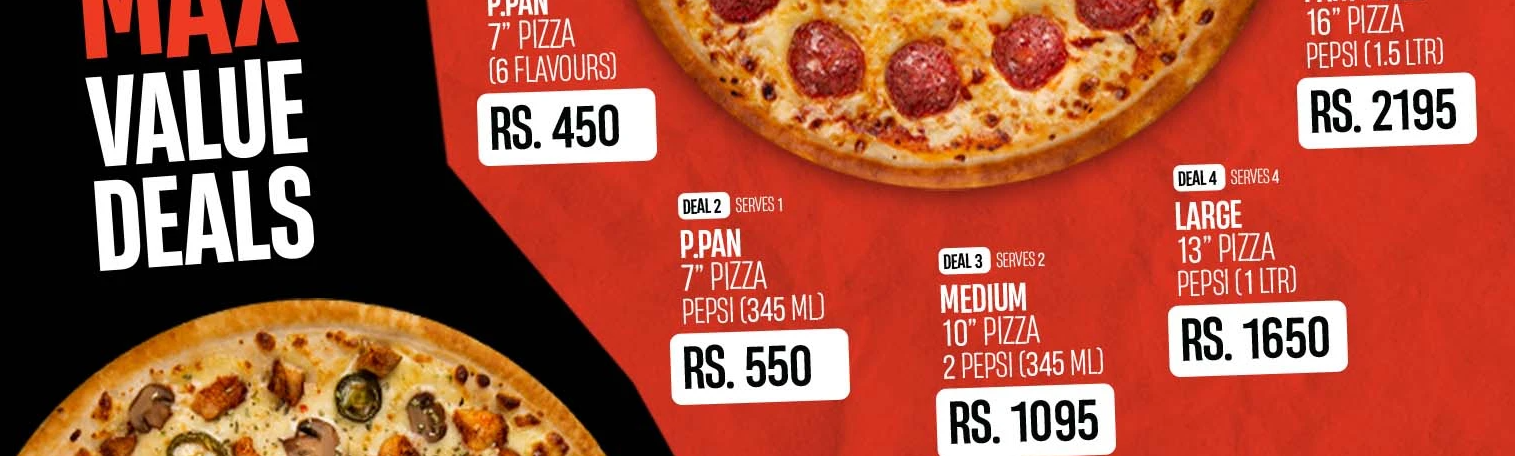 MAX
VALUE
DEALS
P.PAN
7" PIZZA
(6 FLAVOURS)
RS. 450
DEAL 2 SERVES 1
P.PAN
7" PIZZA
PEPSI (345 ML)
RS. 550
DEAL 3 SERVES 2
MEDIUM
10" PIZZA
2 PEPSI (345 ML)
RS. 1095
DEAL 4 SERVES 4
LARGE
13" PIZZA
PEPSI (1 LTR)
RS. 1650
16" PIZZA
PEPSI (1.5 LTR)
RS. 2195